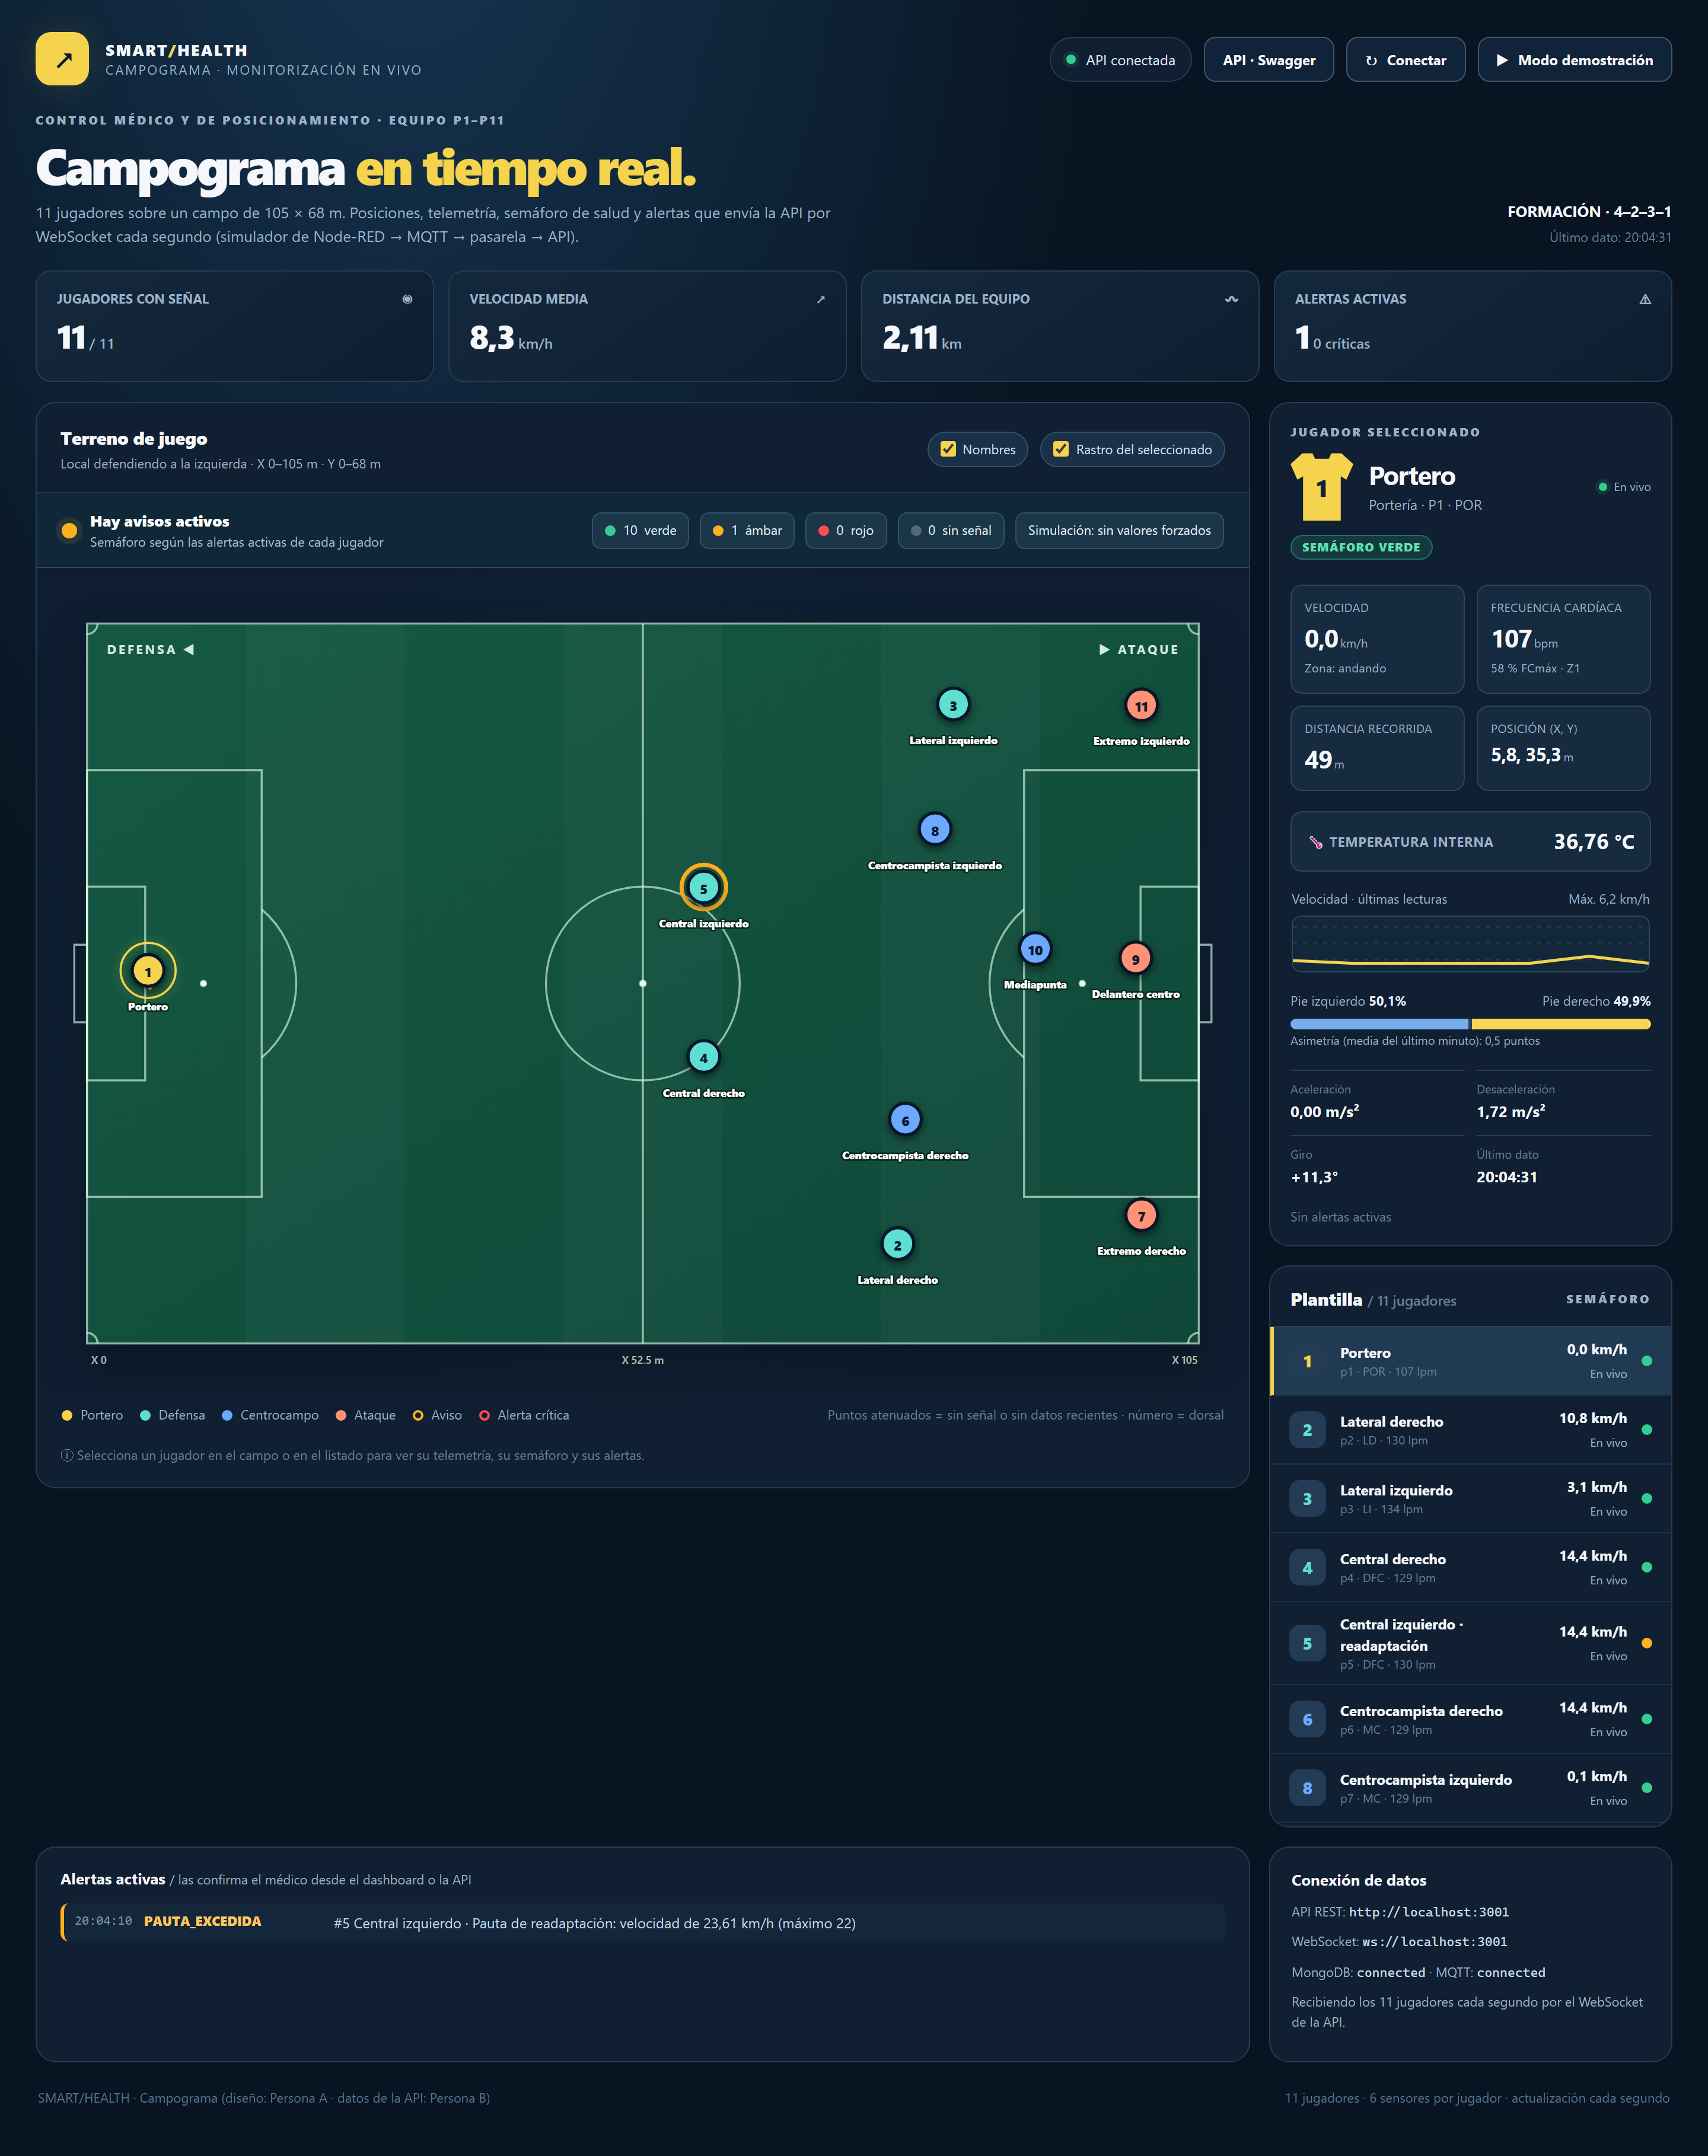 SMART/HEALTH
CAMPOGRAMA · MONITORIZACIÓN EN VIVO
API conectada
API · Swagger
↻ Conectar
▶ Modo demostración
CONTROL MÉDICO Y DE POSICIONAMIENTO · EQUIPO P1–P11
Campograma en tiempo real.
11 jugadores sobre un campo de 105 × 68 m. Posiciones, telemetría, semáforo de salud y alertas que envía la API por
WebSocket cada segundo (simulador de Node-RED → MQTT → pasarela → API).
FORMACIÓN · 4–2–3–1
Último dato: 20:04:31
JUGADORES CON SEÑAL
11 / 11
VELOCIDAD MEDIA
8,3 km/h
DISTANCIA DEL EQUIPO
2,11 km
ALERTAS ACTIVAS
1 0 críticas
Terreno de juego
Local defendiendo a la izquierda · X 0–105 m · Y 0–68 m
Nombres
Rastro del seleccionado
Hay avisos activos
Semáforo según las alertas activas de cada jugador
10 verde
1 ámbar
0 rojo
0 sin señal
Simulación: sin valores forzados
DEFENSA ◀
▶ ATAQUE
3
Lateral izquierdo
11
Extremo izquierdo
8
Centrocampista izquierdo
5
Central izquierdo
10
Mediapunta
9
Delantero centro
1
Portero
4
Central derecho
6
Centrocampista derecho
7
Extremo derecho
2
Lateral derecho
X 0
X 52.5 m
X 105
Portero
Defensa
Centrocampo
Ataque
Aviso
Alerta crítica
Puntos atenuados = sin señal o sin datos recientes · número = dorsal
ⓘ Selecciona un jugador en el campo o en el listado para ver su telemetría, su semáforo y sus alertas.
JUGADOR SELECCIONADO
1
Portero
Portería · P1 · POR
En vivo
SEMÁFORO VERDE
VELOCIDAD
0,0 km/h
Zona: andando
FRECUENCIA CARDÍACA
107 bpm
58 % FCmáx · Z1
DISTANCIA RECORRIDA
49 m
POSICIÓN (X, Y)
5,8, 35,3 m
TEMPERATURA INTERNA
36,76 °C
Velocidad · últimas lecturas
Máx. 6,2 km/h
Pie izquierdo 50,1%
Pie derecho 49,9%
Asimetría (media del último minuto): 0,5 puntos
Aceleración
0,00 m/s²
Desaceleración
1,72 m/s²
Giro
+11,3°
Último dato
20:04:31
Sin alertas activas
Plantilla / 11 jugadores
SEMÁFORO
1
Portero
p1 · POR · 107 lpm
0,0 km/h
En vivo
2
Lateral derecho
p2 · LD · 130 lpm
10,8 km/h
En vivo
3
Lateral izquierdo
p3 · LI · 134 lpm
3,1 km/h
En vivo
4
Central derecho
p4 · DFC · 129 lpm
14,4 km/h
En vivo
5
Central izquierdo ·
readaptación
p5 · DFC · 130 lpm
14,4 km/h
En vivo
6
Centrocampista derecho
p6 · MC · 129 lpm
14,4 km/h
En vivo
8
Centrocampista izquierdo
p7 · MC · 129 lpm
0,1 km/h
En vivo
Alertas activas / las confirma el médico desde el dashboard o la API
20:04:10 PAUTA_EXCEDIDA #5 Central izquierdo · Pauta de readaptación: velocidad de 23,61 km/h (máximo 22)
Conexión de datos
API REST: http://localhost:3001
WebSocket: ws://localhost:3001
MongoDB: connected · MQTT: connected
Recibiendo los 11 jugadores cada segundo por el WebSocket
de la API.
SMART/HEALTH · Campograma (diseño: Persona A · datos de la API: Persona B)
11 jugadores · 6 sensores por jugador · actualización cada segundo